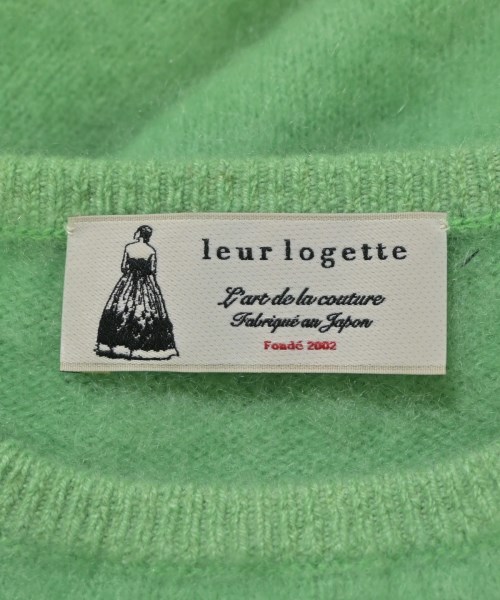 leur logette
L'art de la couture
Fabriqué au Japon
Fondé 2002